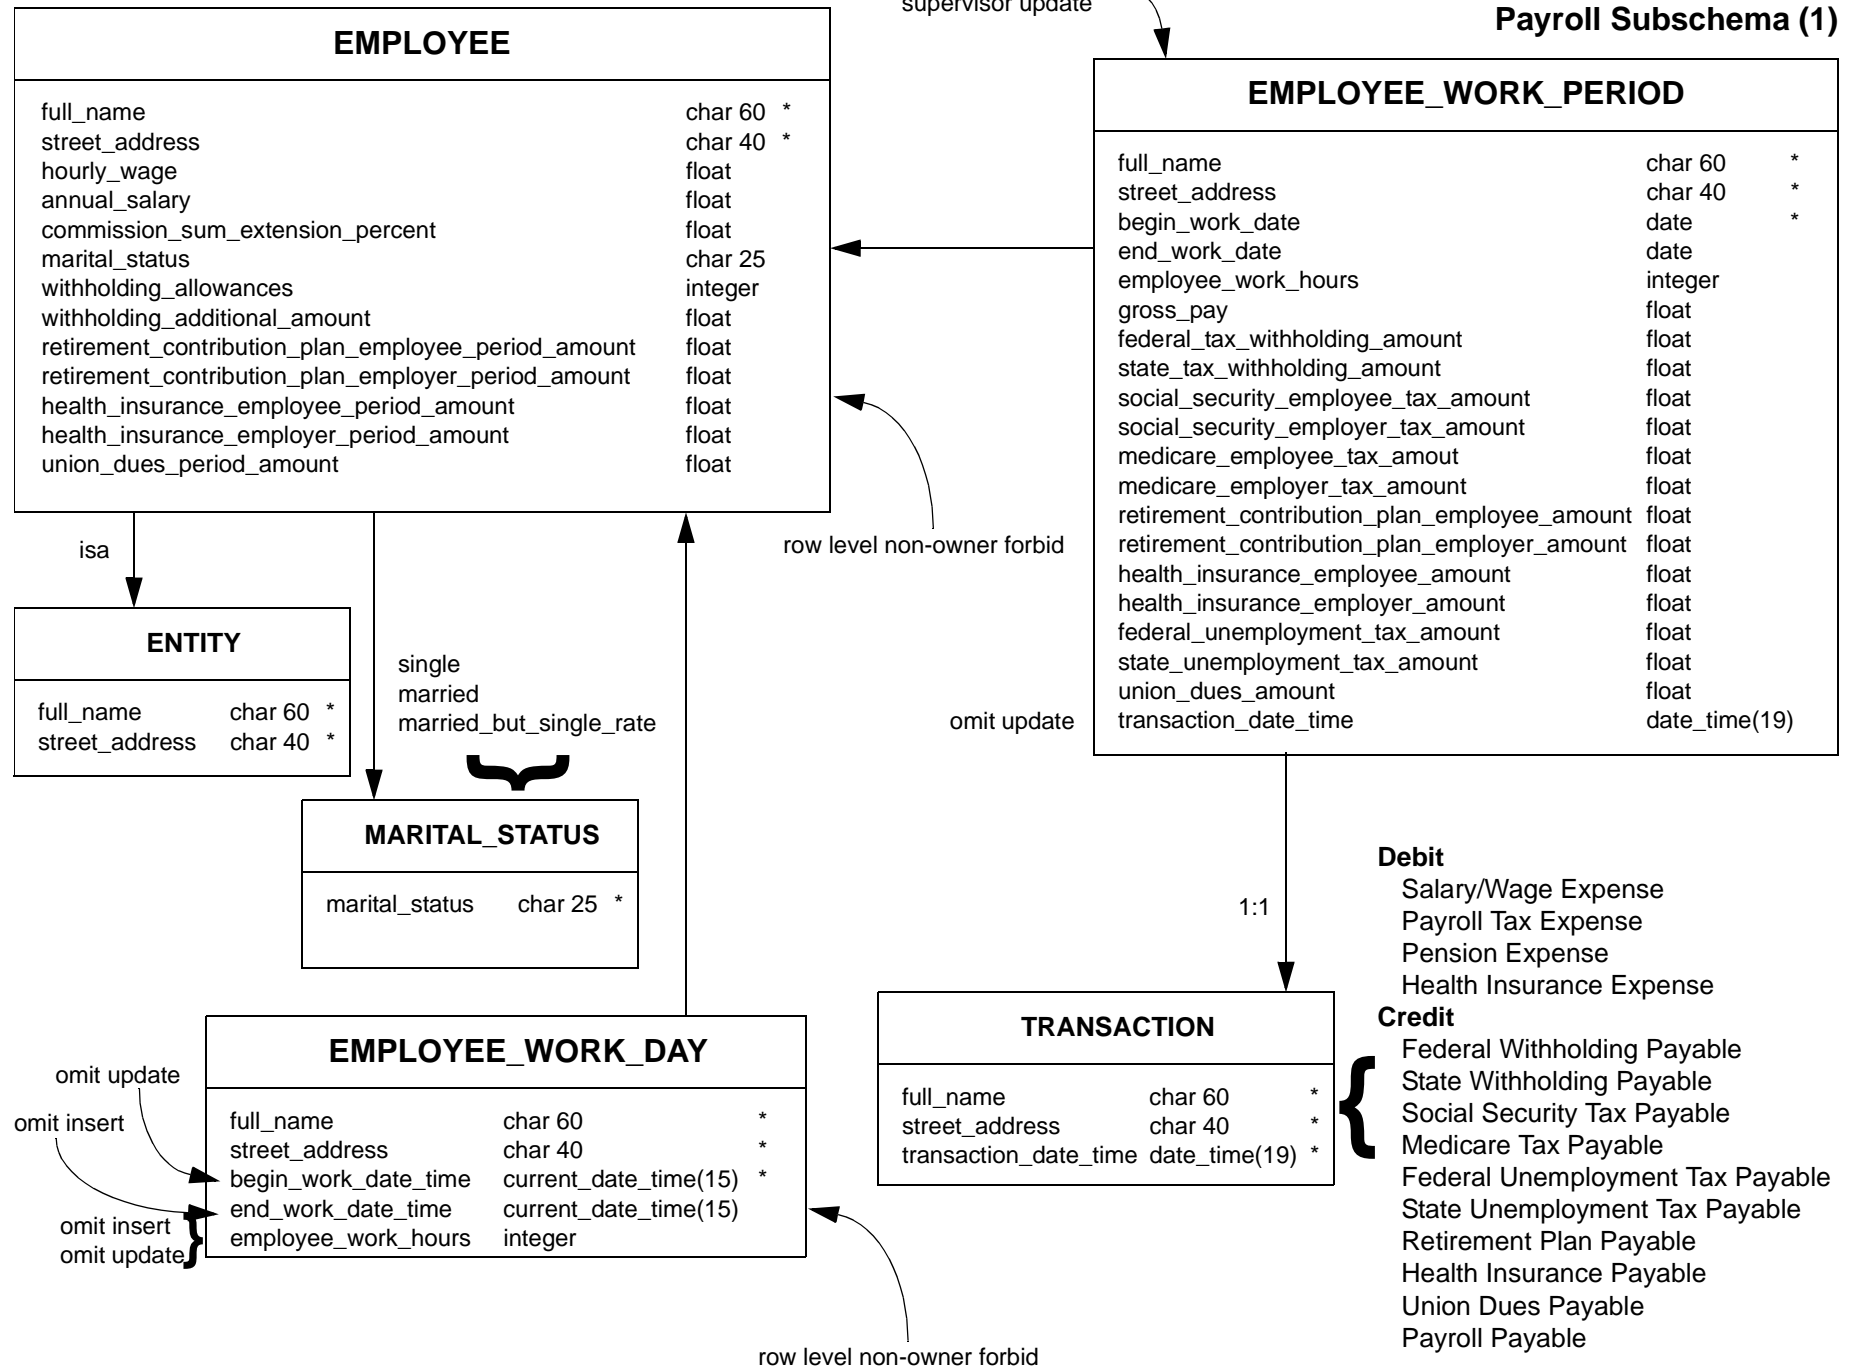 supervisor update
Payroll Subschema (1)
EMPLOYEE
full_name char 60 *
street_address char 40 *
hourly_wage float
annual_salary float
commission_sum_extension_percent float
marital_status char 25
withholding_allowances integer
withholding_additional_amount float
retirement_contribution_plan_employee_period_amount float
retirement_contribution_plan_employer_period_amount float
health_insurance_employee_period_amount float
health_insurance_employer_period_amount float
union_dues_period_amount float
EMPLOYEE_WORK_PERIOD
full_name char 60 *
street_address char 40 *
begin_work_date date *
end_work_date date
employee_work_hours integer
gross_pay float
federal_tax_withholding_amount float
state_tax_withholding_amount float
social_security_employee_tax_amount float
social_security_employer_tax_amount float
medicare_employee_tax_amout float
medicare_employer_tax_amount float
retirement_contribution_plan_employee_amount float
retirement_contribution_plan_employer_amount float
health_insurance_employee_amount float
health_insurance_employer_amount float
federal_unemployment_tax_amount float
state_unemployment_tax_amount float
union_dues_amount float
omit update transaction_date_time date_time(19)
isa
row level non-owner forbid
ENTITY
full_name char 60 *
street_address char 40 *
single
married
married_but_single_rate
MARITAL_STATUS
marital_status char 25 *
1:1
EMPLOYEE_WORK_DAY
omit update
omit insert
full_name char 60 *
street_address char 40 *
begin_work_date_time current_date_time(15) *
end_work_date_time current_date_time(15)
employee_work_hours integer
omit insert
omit update
row level non-owner forbid
TRANSACTION
full_name char 60 *
street_address char 40 *
transaction_date_time date_time(19) *
Debit
Salary/Wage Expense
Payroll Tax Expense
Pension Expense
Health Insurance Expense
Credit
Federal Withholding Payable
State Withholding Payable
Social Security Tax Payable
Medicare Tax Payable
Federal Unemployment Tax Payable
State Unemployment Tax Payable
Retirement Plan Payable
Health Insurance Payable
Union Dues Payable
Payroll Payable